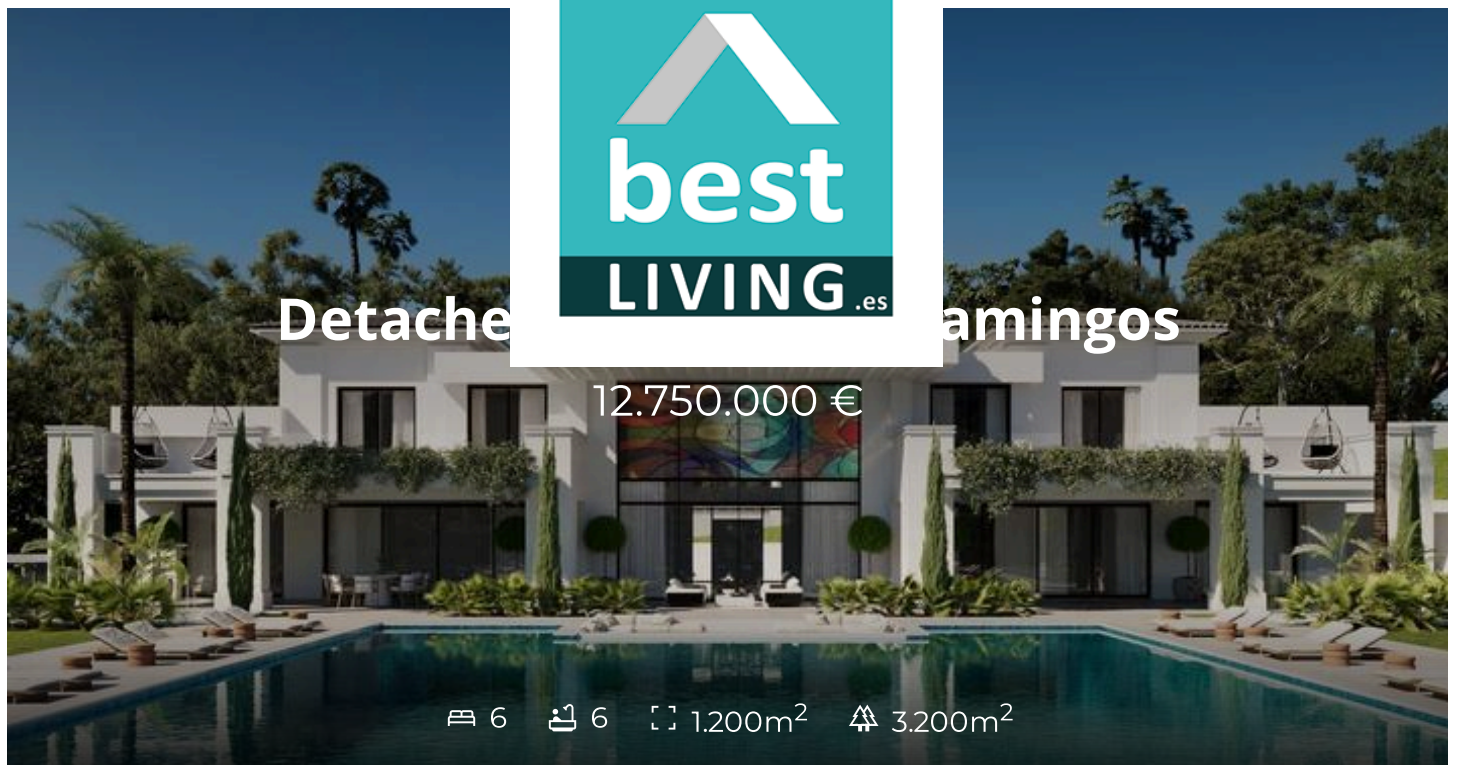 best
LIVING.es
Detache amingos
12.750.000 €
6 6 1.200m² 3.200m²